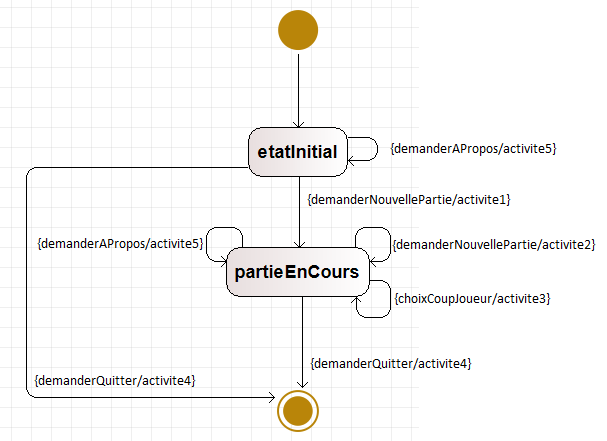 etatInitial
{demanderAPropos/activite5}
{demanderNouvellePartie/activite1}
{demanderAPropos/activite5}
{demanderNouvellePartie/activite2}
partieEnCours
{choixCoupJoueur/activite3}
{demanderQuitter/activite4}
{demanderQuitter/activite4}